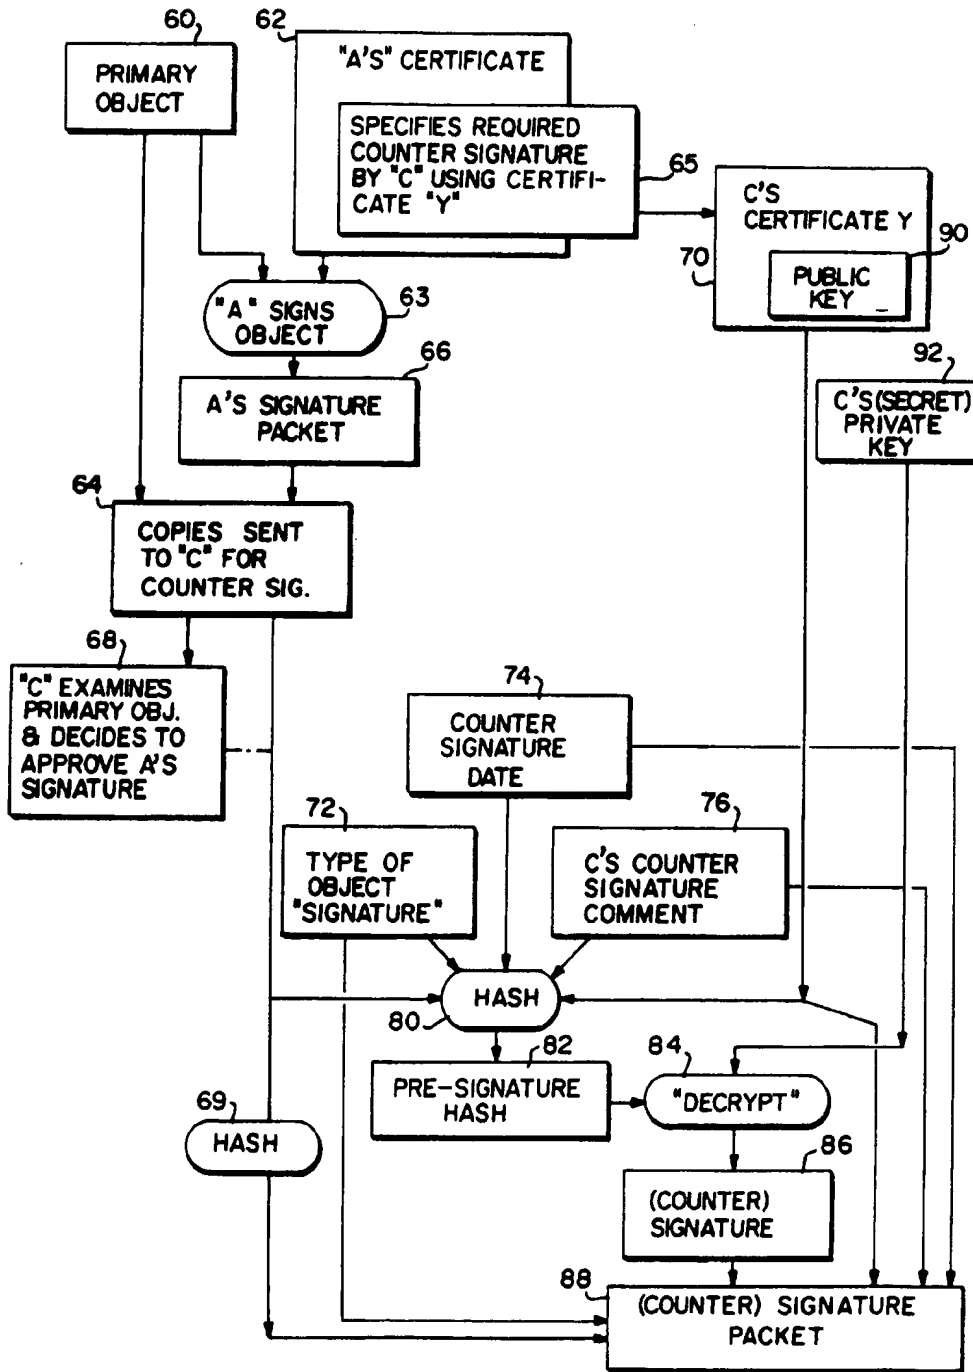 60
PRIMARY
OBJECT
62
"A'S" CERTIFICATE
SPECIFIES REQUIRED
COUNTER SIGNATURE
BY "C" USING CERTIFI-
CATE "Y"
65
C'S
CERTIFICATE Y
70
90
PUBLIC
KEY
"A" SIGNS
OBJECT
63
66
A'S SIGNATURE
PACKET
92
C'S (SECRET)
PRIVATE
KEY
64
COPIES SENT
TO "C" FOR
COUNTER SIG.
68
"C" EXAMINES
PRIMARY OBJ.
& DECIDES TO
APPROVE A'S
SIGNATURE
74
COUNTER
SIGNATURE
DATE
72
TYPE OF
OBJECT
"SIGNATURE"
76
C'S COUNTER
SIGNATURE
COMMENT
HASH
80
82
PRE-SIGNATURE
HASH
84
"DECRYPT"
69
HASH
86
(COUNTER)
SIGNATURE
88
(COUNTER) SIGNATURE
PACKET